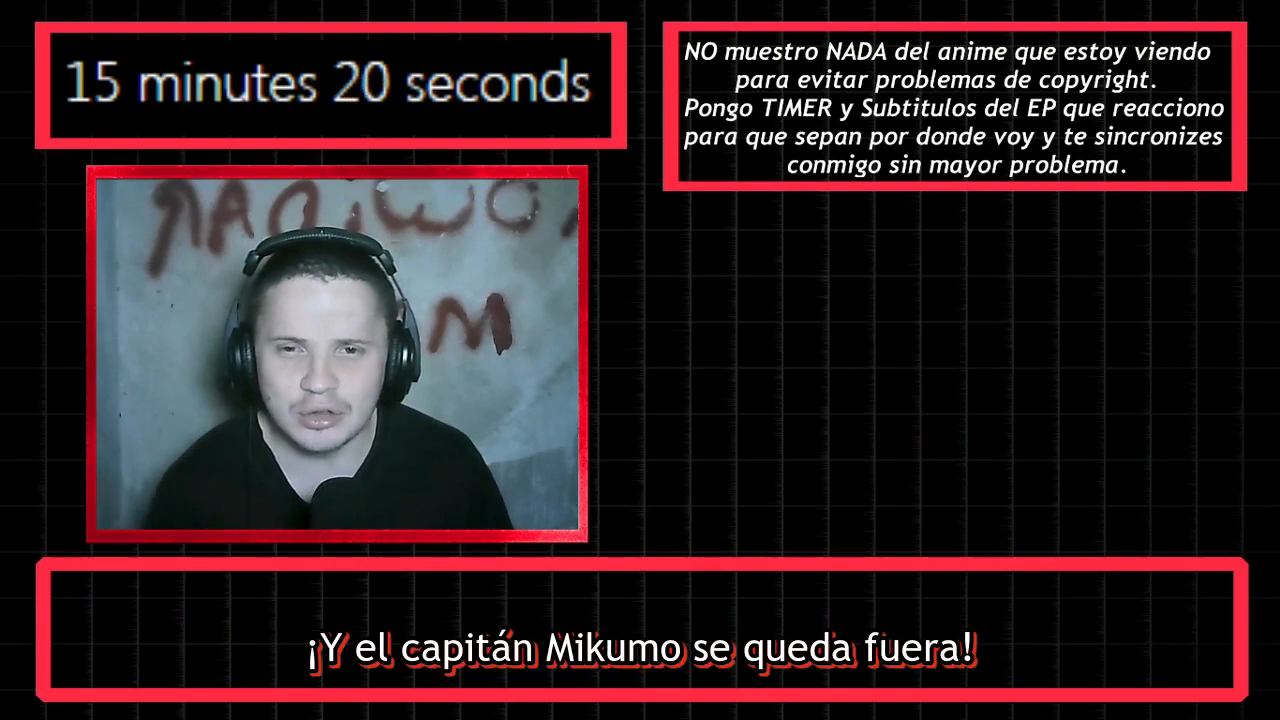 15 minutes 20 seconds
NO muestro NADA del anime que estoy viendo
para evitar problemas de copyright.
Pongo TIMER y Subtitulos del EP que reacciono
para que sepan por donde voy y te sincronizes
conmigo sin mayor problema.
M
¡Y el capitán Mikumo se queda fuera!